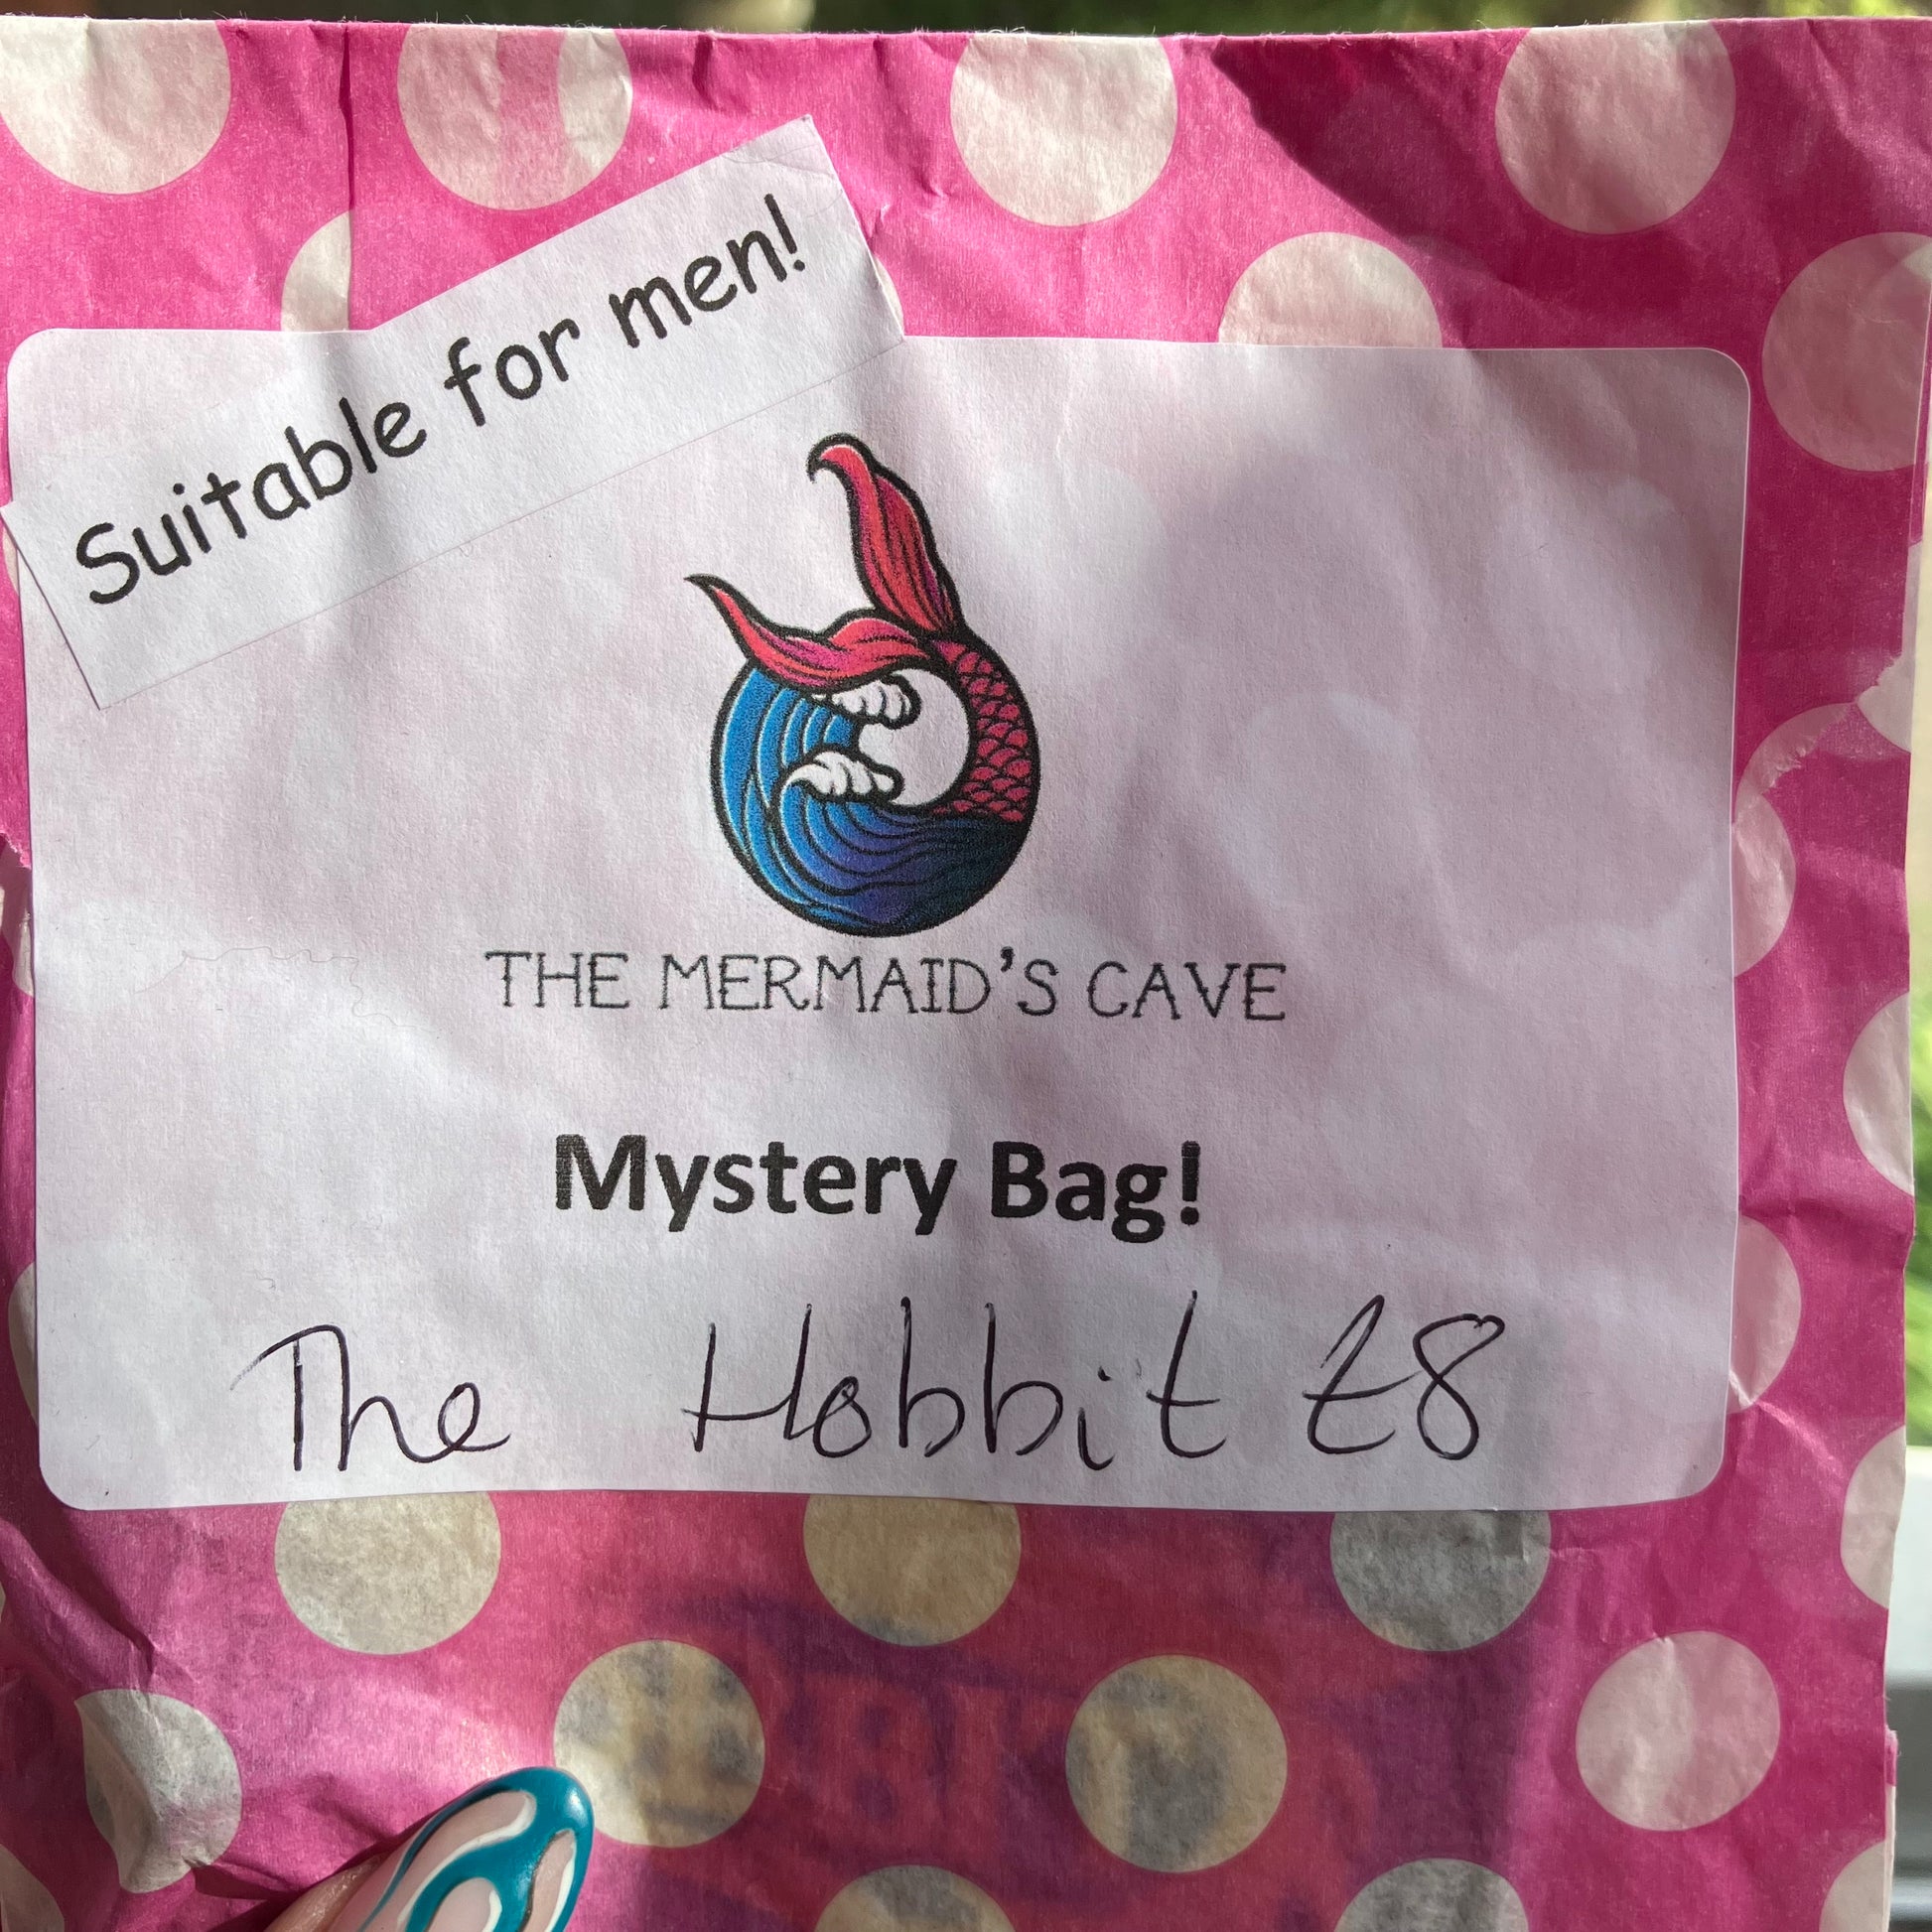 Suitable for men!
THE MERMAID'S CAVE
Mystery Bag!
The Hobbit £8